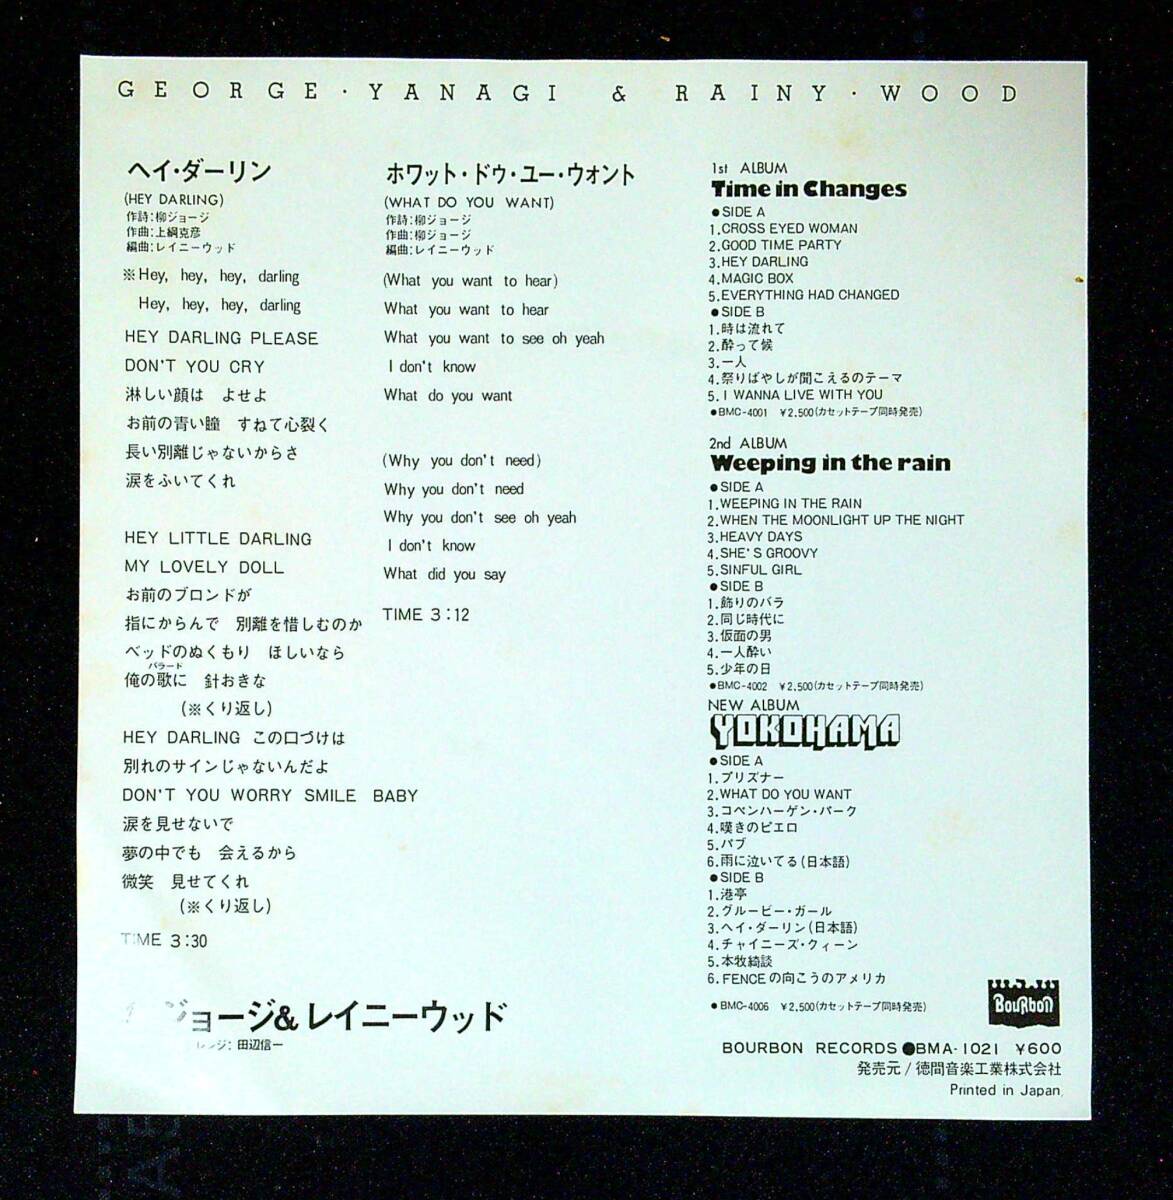 GEORGE・YANAGI & RAINY・WOOD
ヘイ・ダーリン
(HEY DARLING)
作詩:柳ジョージ
作曲:上綱克彦
編曲:レイニーウッド
※Hey, hey, hey, darling
Hey, hey, hey, darling
HEY DARLING PLEASE
DON'T YOU CRY
淋しい顔は よせよ
お前の青い瞳 すねて心裂く
長い別離じゃないからさ
涙をふいてくれ
HEY LITTLE DARLING
MY LOVELY DOLL
お前のブロンドが
指にからんで 別離を惜しむのか
ベッドのぬくもり ほしいなら
バラード
俺の歌に 針おきな
(※くり返し)
HEY DARLING この口づけは
別れのサインじゃないんだよ
DON'T YOU WORRY SMILE BABY
涙を見せないで
夢の中でも 会えるから
微笑 見せてくれ
(※くり返し)
TIME 3:30
ジョージ&レイニーウッド
レンジ: 田辺信一
ホワット・ドゥ・ユー・ウォント
(WHAT DO YOU WANT)
作詩:柳ジョージ
作曲:柳ジョージ
編曲:レイニーウッド
(What you want to hear)
What you want to hear
What you want to see oh yeah
I don't know
What do you want
(Why you don't need)
Why you don't need
Why you don't see oh yeah
I don't know
What did you say
TIME 3:12
1st ALBUM
Time in Changes
●SIDE A
1.CROSS EYED WOMAN
2.GOOD TIME PARTY
3.HEY DARLING
4.MAGIC BOX
5.EVERYTHING HAD CHANGED
●SIDE B
1.時は流れて
2.酔って候
3.一人
4.祭りばやしが聞こえるのテーマ
5.I WANNA LIVE WITH YOU
●BMC-4001 ¥2,500(カセットテープ同時発売)
2nd ALBUM
Weeping in the rain
●SIDE A
1.WEEPING IN THE RAIN
2.WHEN THE MOONLIGHT UP THE NIGHT
3.HEAVY DAYS
4.SHE'S GROOVY
5.SINFUL GIRL
●SIDE B
1.飾りのバラ
2.同じ時代に
3.仮面の男
4.一人酔い
5.少年の日
●BMC-4002 ¥2,500(カセットテープ同時発売)
NEW ALBUM
YOKOHAMA
●SIDE A
1.プリズナー
2.WHAT DO YOU WANT
3.コペンハーゲン・パーク
4.嘆きのピエロ
5.パブ
6.雨に泣いてる(日本語)
●SIDE B
1.港亭
2.グルービー・ガール
3.ヘイ・ダーリン(日本語)
4.チャイニーズ・クィーン
5.本牧綺談
6.FENCEの向こうのアメリカ
●BMC-4006 ¥2,500(カセットテープ同時発売)
BOURBON
BOURBON RECORDS ●BMA-1021 ¥600
発売元/徳間音楽工業株式会社
Printed in Japan